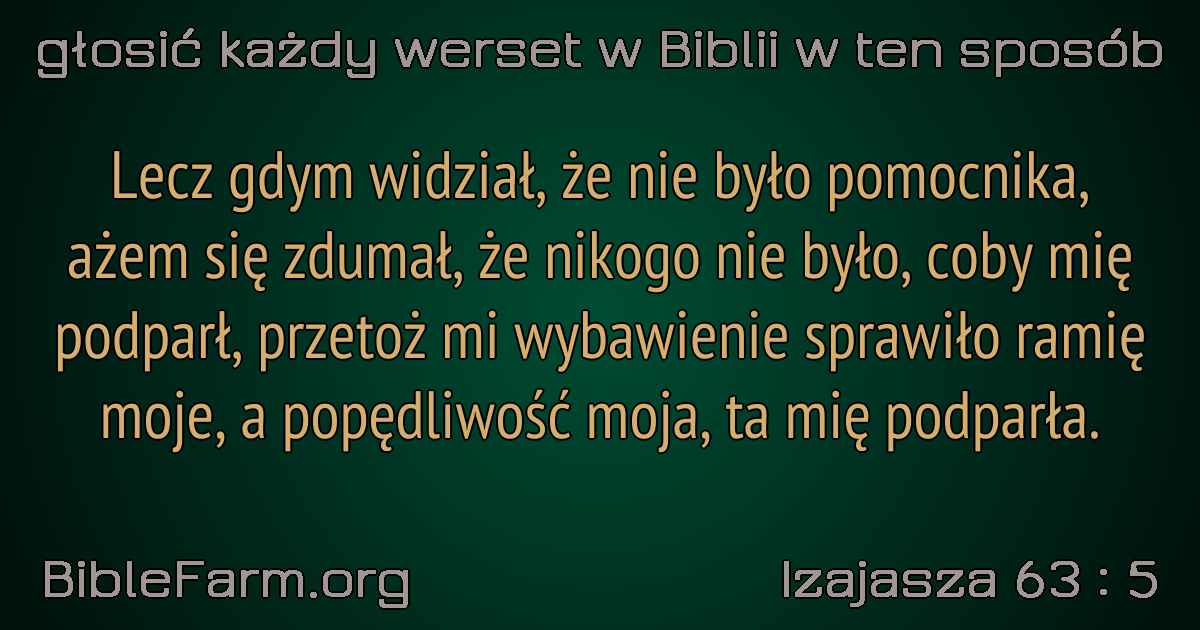 głosić każdy werset w Biblii w ten sposób
Lecz gdym widział, że nie było pomocnika,
ażem się zdumał, że nikogo nie było, coby mię
podparł, przetoż mi wybawienie sprawiło ramię
moje, a popędliwość moja, ta mię podparła.
BibleFarm.org
Izajasza 63 : 5